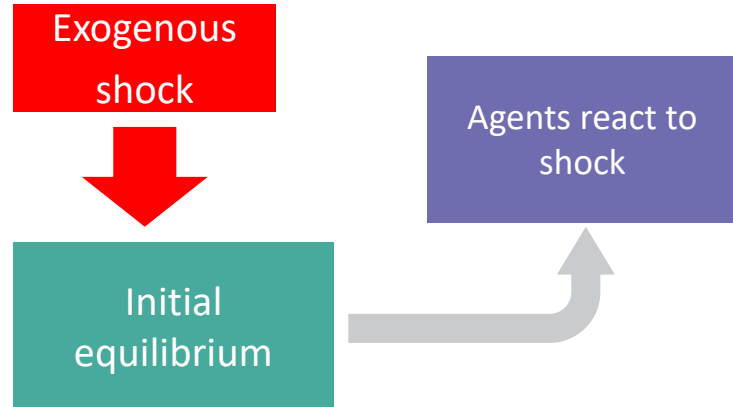 Exogenous
shock
Agents react to
shock
Initial
equilibrium